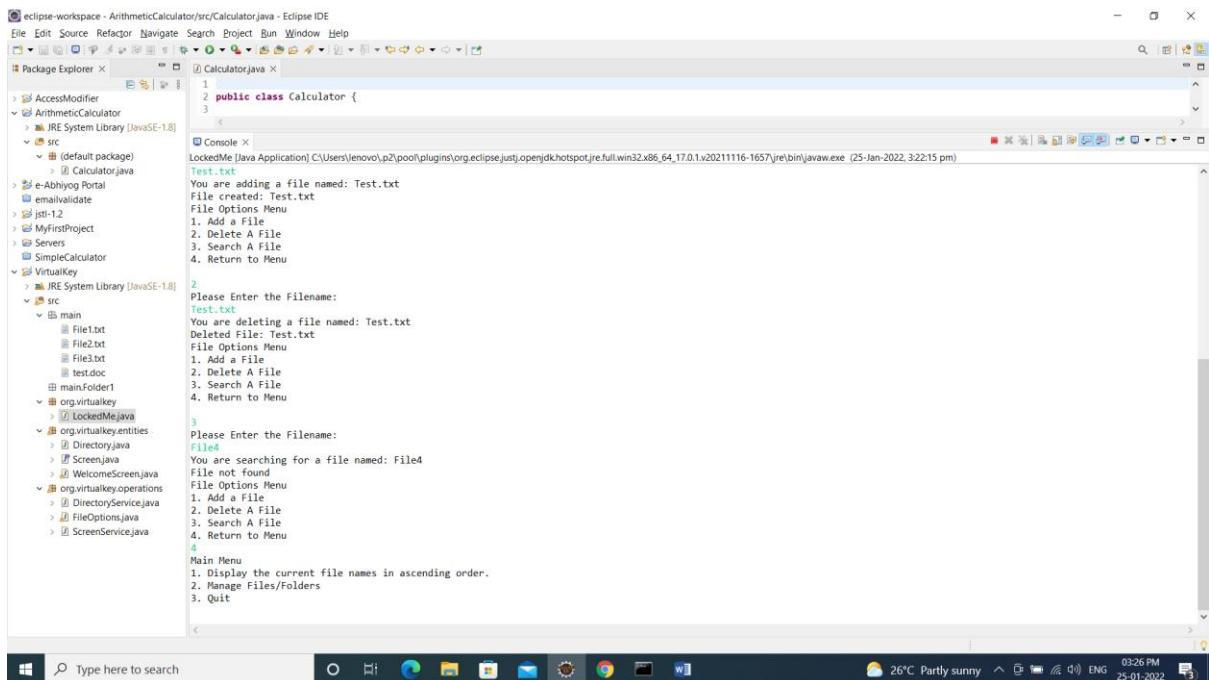 eclipse-workspace - ArithmeticCalculator/src/Calculator.java - Eclipse IDE
File Edit Source Refactor Navigate Search Project Run Window Help
Package Explorer
AccessModifier
ArithmeticCalculator
JRE System Library [JavaSE-1.8]
src
(default package)
Calculator.java
e-Abhiyog Portal
emailvalidate
jstl-1.2
MyFirstProject
Servers
SimpleCalculator
VirtualKey
JRE System Library [JavaSE-1.8]
src
main
File1.txt
File2.txt
File3.txt
test.doc
main.Folder1
org.virtualkey
LockedMe.java
org.virtualkey.entities
Directory.java
Screen.java
WelcomeScreen.java
org.virtualkey.operations
DirectoryService.java
FileOptions.java
ScreenService.java
Calculator.java
1
2 public class Calculator {
3
Console
LockedMe [Java Application] C:\Users\lenovo\.p2\pool\plugins\org.eclipse.justj.openjdk.hotspot.jre.full.win32.x86_64_17.0.1.v20211116-1657\jre\bin\javaw.exe (25-Jan-2022, 3:22:15 pm)
Test.txt
You are adding a file named: Test.txt
File created: Test.txt
File Options Menu
1. Add a File
2. Delete A File
3. Search A File
4. Return to Menu
2
Please Enter the Filename:
Test.txt
You are deleting a file named: Test.txt
Deleted File: Test.txt
File Options Menu
1. Add a File
2. Delete A File
3. Search A File
4. Return to Menu
3
Please Enter the Filename:
File4
You are searching for a file named: File4
File not found
File Options Menu
1. Add a File
2. Delete A File
3. Search A File
4. Return to Menu
4
Main Menu
1. Display the current file names in ascending order.
2. Manage Files/Folders
3. Quit
Type here to search
26°C Partly sunny
ENG
03:26 PM
25-01-2022